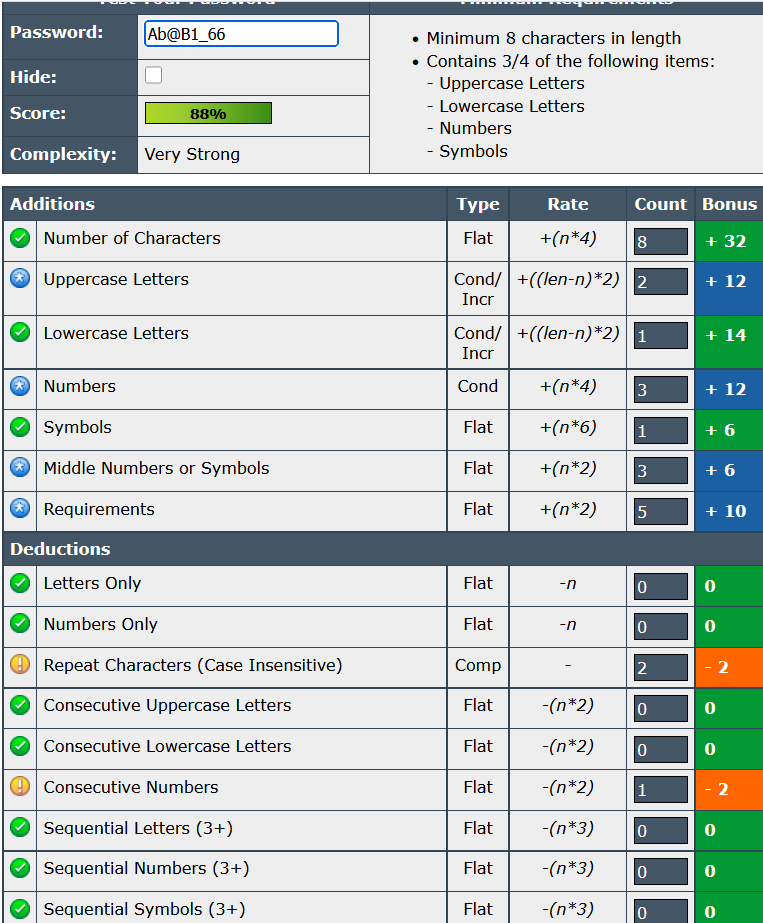 Test Your Password Minimum Requirements
Password: Ab@B1_66
Hide:
Score: 88%
Complexity: Very Strong
• Minimum 8 characters in length
• Contains 3/4 of the following items:
- Uppercase Letters
- Lowercase Letters
- Numbers
- Symbols
Additions Type Rate Count Bonus
Number of Characters Flat +(n*4) 8 + 32
Uppercase Letters Cond/Incr +((len-n)*2) 2 + 12
Lowercase Letters Cond/Incr +((len-n)*2) 1 + 14
Numbers Cond +(n*4) 3 + 12
Symbols Flat +(n*6) 1 + 6
Middle Numbers or Symbols Flat +(n*2) 3 + 6
Requirements Flat +(n*2) 5 + 10
Deductions
Letters Only Flat -n 0 0
Numbers Only Flat -n 0 0
Repeat Characters (Case Insensitive) Comp - 2 - 2
Consecutive Uppercase Letters Flat -(n*2) 0 0
Consecutive Lowercase Letters Flat -(n*2) 0 0
Consecutive Numbers Flat -(n*2) 1 - 2
Sequential Letters (3+) Flat -(n*3) 0 0
Sequential Numbers (3+) Flat -(n*3) 0 0
Sequential Symbols (3+) Flat -(n*3) 0 0